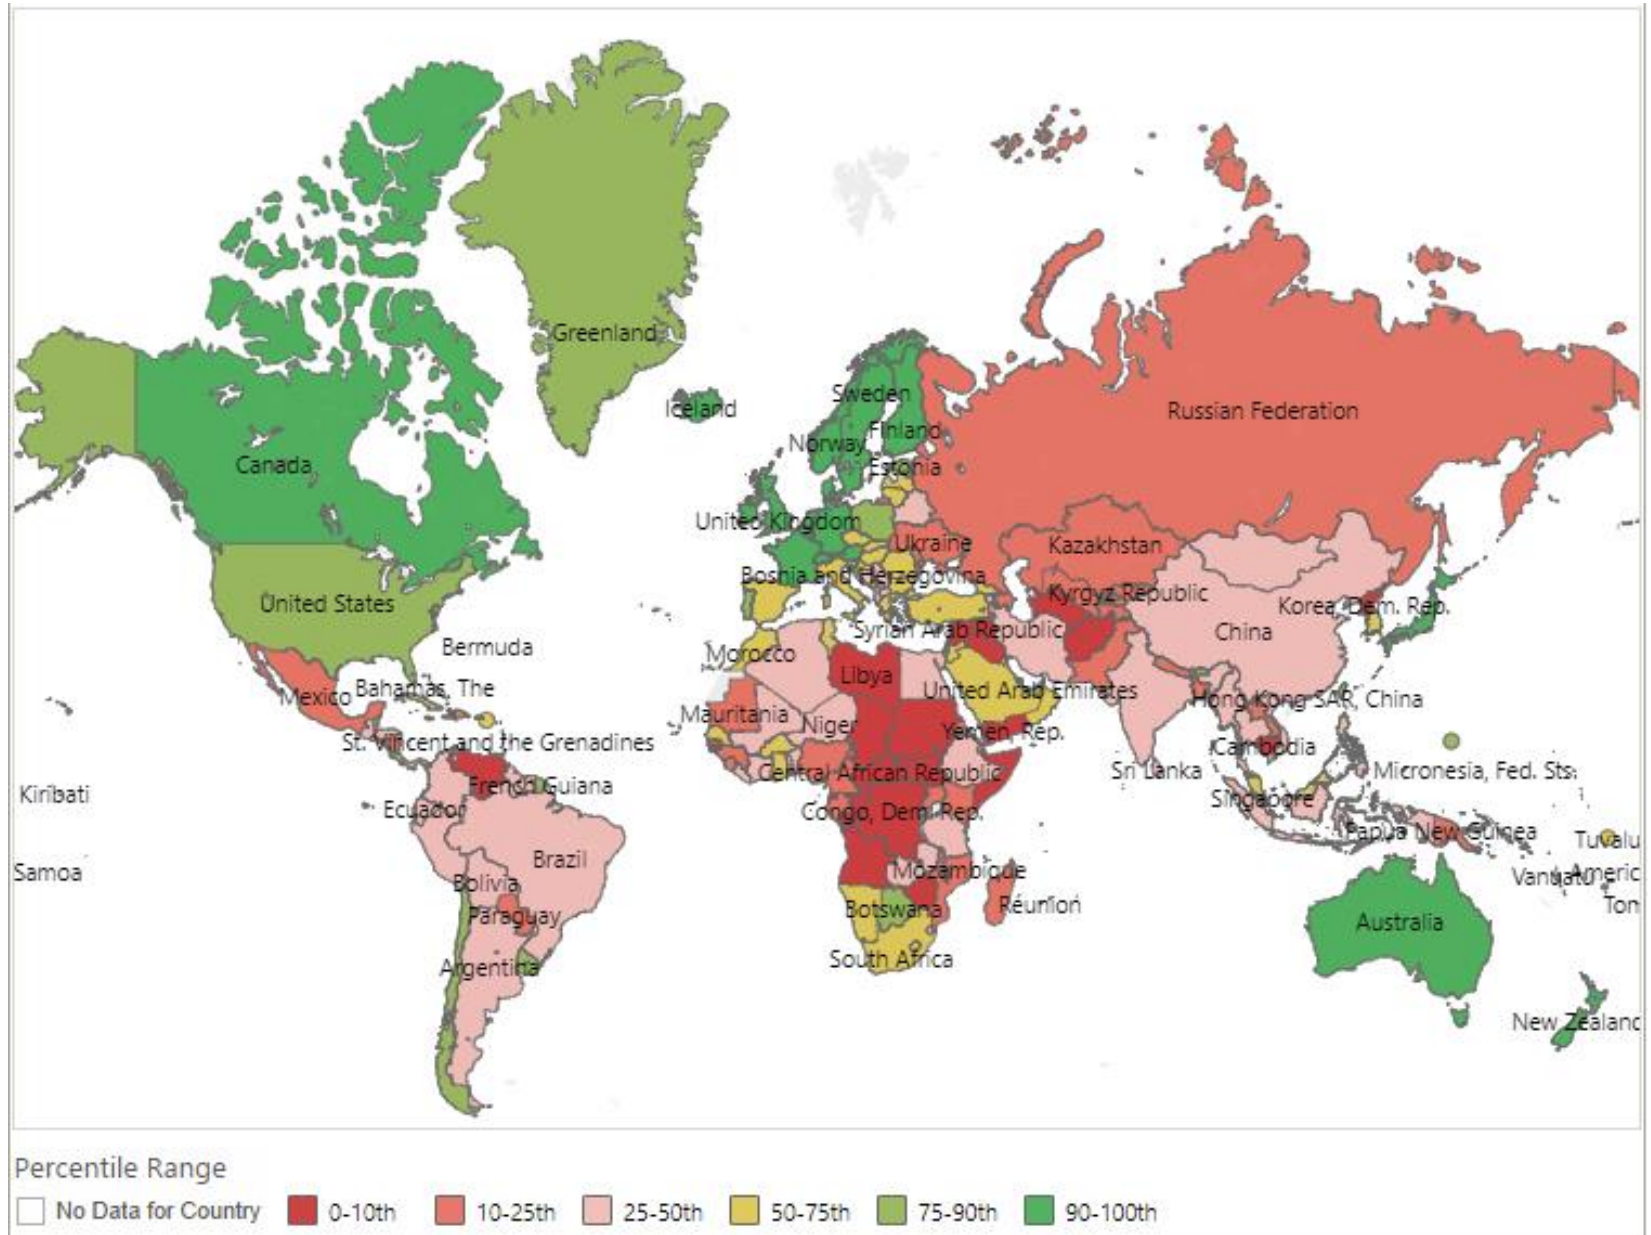 Greenland
Iceland
Sweden
Russian Federation
Norway
Finland
Canada
Estonia
United Kingdom
Ukraine
Kazakhstan
Bosnia and Herzegovina
Kyrgyz Republic
United States
Korea, Dem. Rep.
Syrian Arab Republic
China
Bermuda
Morocco
Libya
Mexico
Bahamas, The
United Arab Emirates
Hong Kong SAR, China
Mauritania
Niger
Yemen, Rep.
St. Vincent and the Grenadines
Cambodia
Central African Republic
Sri Lanka
Micronesia, Fed. Sts.
French Guiana
Kiribati
Singapore
Ecuador
Congo, Dem. Rep.
Papua New Guinea
Tuvalu
Brazil
Samoa
Mozambique
Bolivia
Vanuatu
Americ
Réunion
Ton
Botswana
Paraguay
Australia
South Africa
Argentina
New Zealand
Percentile Range
No Data for Country 0-10th 10-25th 25-50th 50-75th 75-90th 90-100th